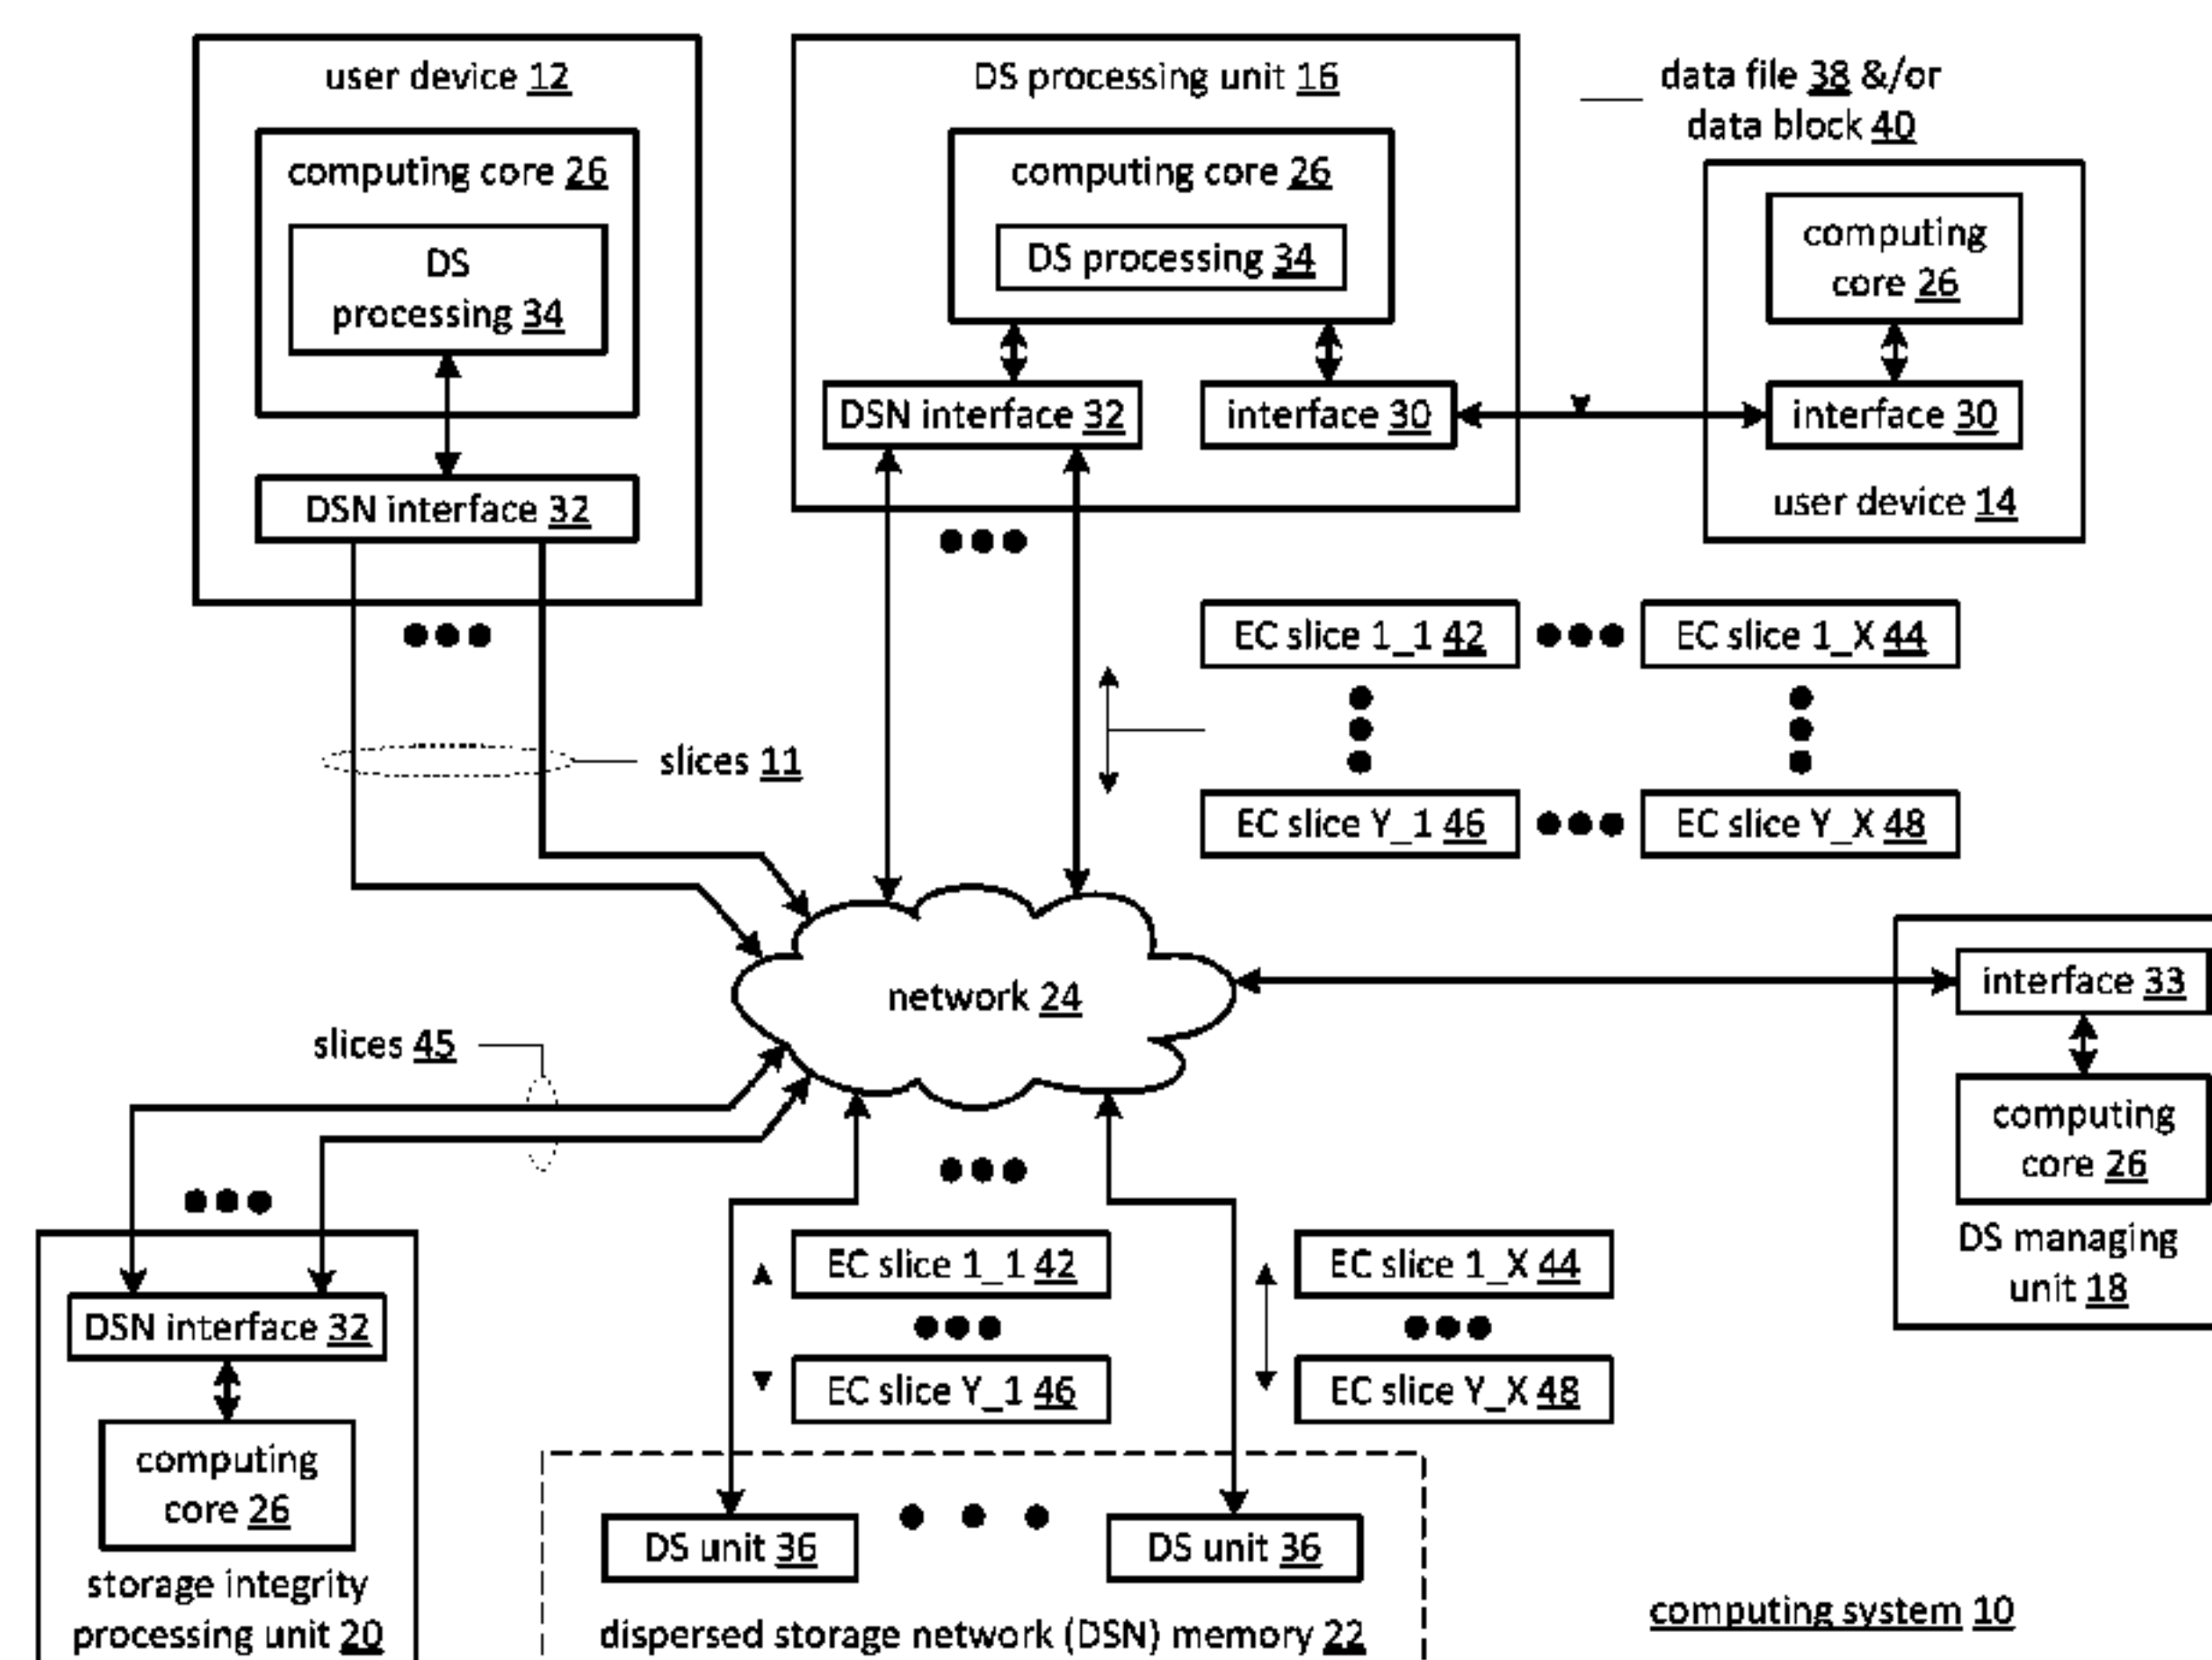 user device 12
computing core 26
DS
processing 34
DSN interface 32
DS processing unit 16
computing core 26
DS processing 34
DSN interface 32
interface 30
data file 38 &/or
data block 40
computing
core 26
interface 30
user device 14
slices 11
EC slice 1_1 42
EC slice 1_X 44
EC slice Y_1 46
EC slice Y_X 48
network 24
interface 33
computing
core 26
DS managing
unit 18
slices 45
DSN interface 32
computing
core 26
storage integrity
processing unit 20
EC slice 1_1 42
EC slice Y_1 46
EC slice 1_X 44
EC slice Y_X 48
DS unit 36
DS unit 36
dispersed storage network (DSN) memory 22
computing system 10